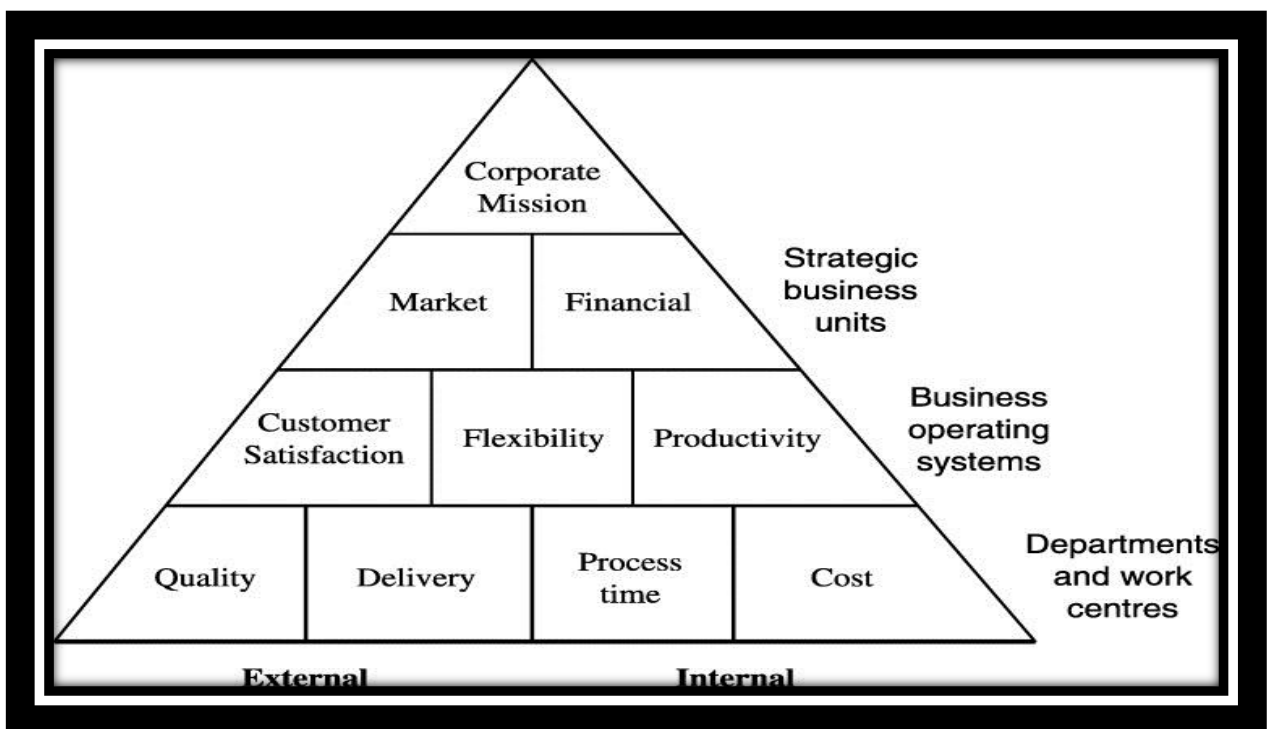 Corporate
Mission
Market
Financial
Strategic
business
units
Customer
Satisfaction
Flexibility
Productivity
Business
operating
systems
Quality
Delivery
Process
time
Cost
Departments
and work
centres
External
Internal